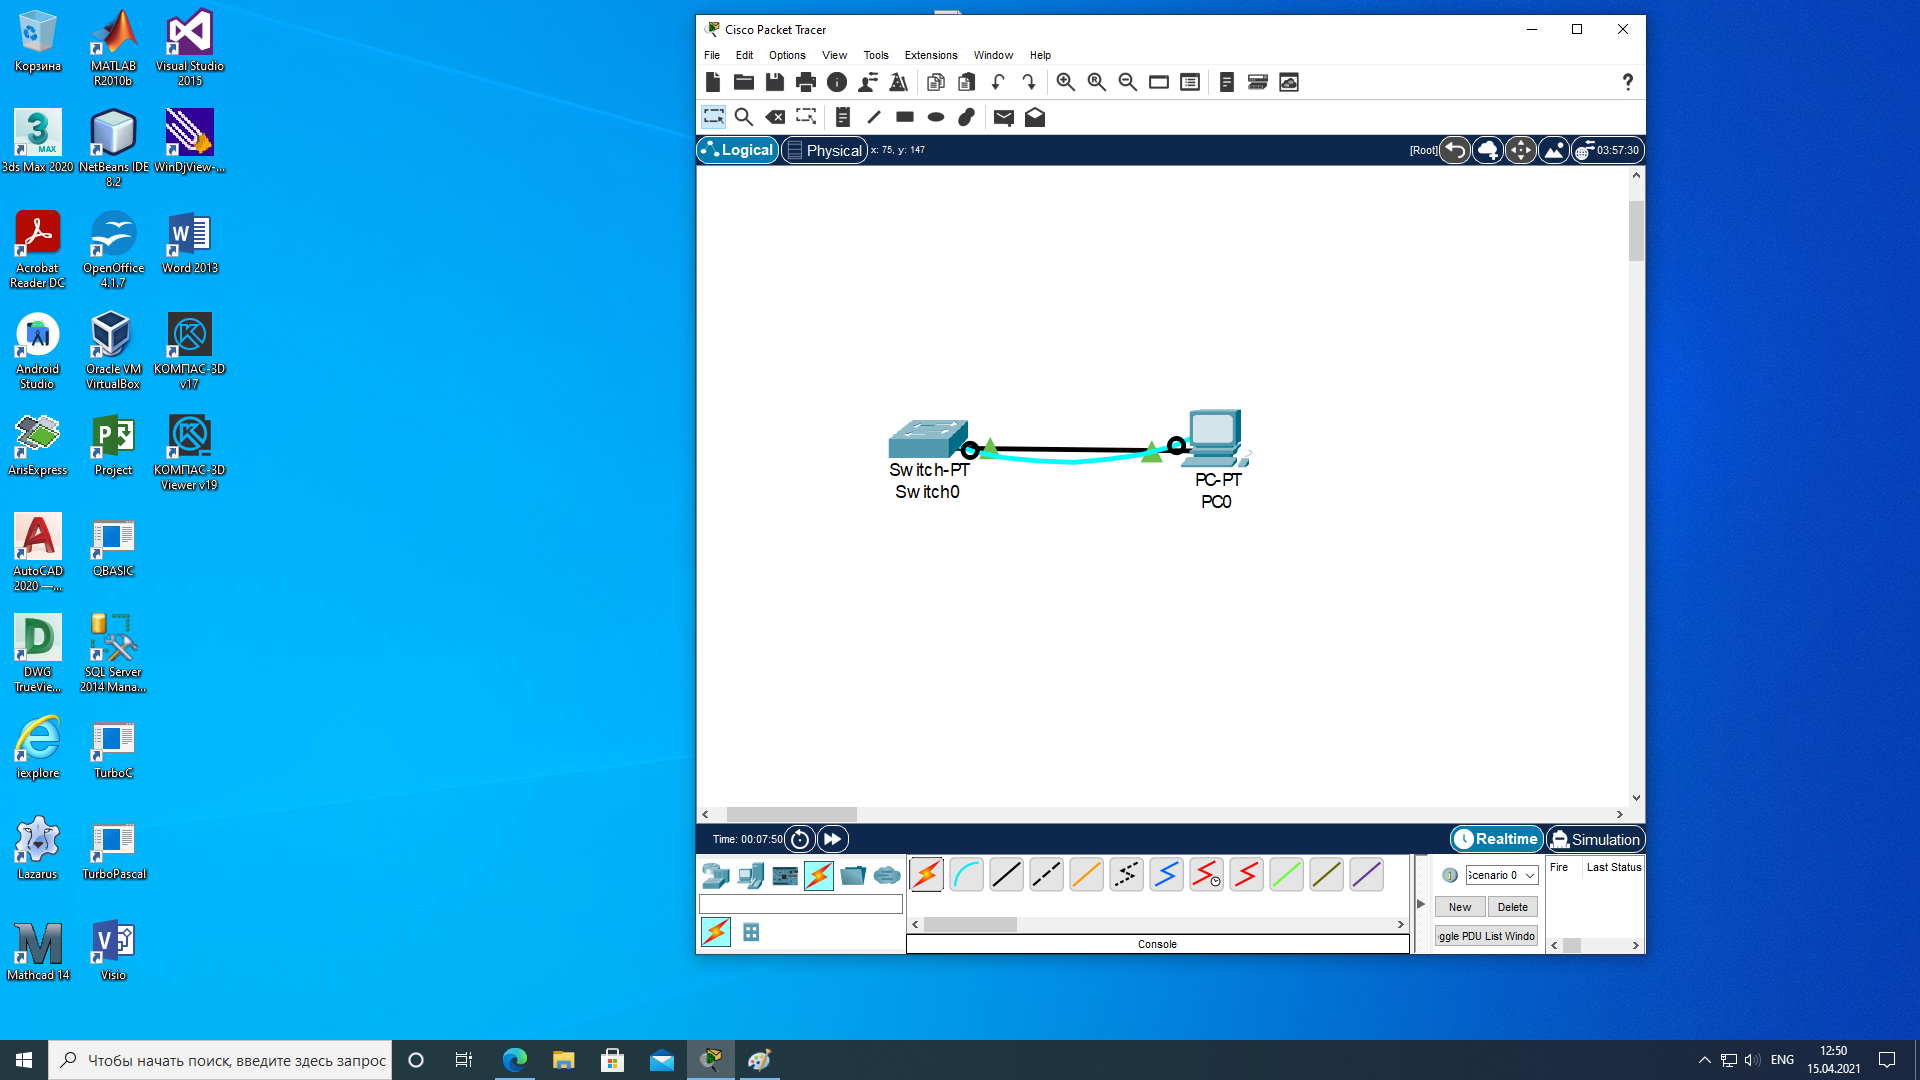 Корзина
MATLAB R2010b
Visual Studio 2015
3ds Max 2020
NetBeans IDE 8.2
WinDjView-...
Acrobat Reader DC
OpenOffice 4.1.7
Word 2013
Android Studio
Oracle VM VirtualBox
КОМПАС-3D v17
ArisExpress
Project
КОМПАС-3D Viewer v19
AutoCAD 2020 —...
QBASIC
DWG TrueVie...
SQL Server 2014 Mana...
iexplore
TurboC
Lazarus
TurboPascal
Mathcad 14
Visio
Cisco Packet Tracer
File Edit Options View Tools Extensions Window Help
Logical Physical x: 75, y: 147 [Root] 03:57:30
Switch-PT
Switch0
PC-PT
PC0
Time: 00:07:50 Realtime Simulation
Scenario 0 Fire Last Status
New Delete
ggle PDU List Windo
Console
Чтобы начать поиск, введите здесь запрос
ENG
12:50
15.04.2021